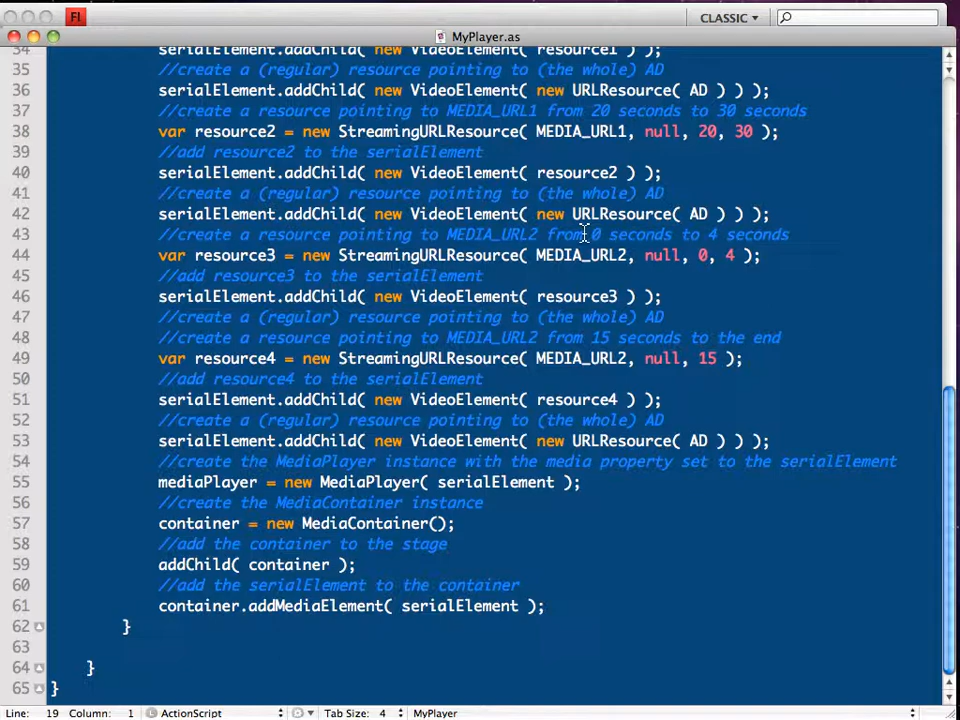 Fl CLASSIC
MyPlayer.as
34 serialElement.addChild( new VideoElement( resource1 ) );
35 //create a (regular) resource pointing to (the whole) AD
36 serialElement.addChild( new VideoElement( new URLResource( AD ) ) );
37 //create a resource pointing to MEDIA_URL1 from 20 seconds to 30 seconds
38 var resource2 = new StreamingURLResource( MEDIA_URL1, null, 20, 30 );
39 //add resource2 to the serialElement
40 serialElement.addChild( new VideoElement( resource2 ) );
41 //create a (regular) resource pointing to (the whole) AD
42 serialElement.addChild( new VideoElement( new URLResource( AD ) ) );
43 //create a resource pointing to MEDIA_URL2 from 0 seconds to 4 seconds
44 var resource3 = new StreamingURLResource( MEDIA_URL2, null, 0, 4 );
45 //add resource3 to the serialElement
46 serialElement.addChild( new VideoElement( resource3 ) );
47 //create a (regular) resource pointing to (the whole) AD
48 //create a resource pointing to MEDIA_URL2 from 15 seconds to the end
49 var resource4 = new StreamingURLResource( MEDIA_URL2, null, 15 );
50 //add resource4 to the serialElement
51 serialElement.addChild( new VideoElement( resource4 ) );
52 //create a (regular) resource pointing to (the whole) AD
53 serialElement.addChild( new VideoElement( new URLResource( AD ) ) );
54 //create the MediaPlayer instance with the media property set to the serialElement
55 mediaPlayer = new MediaPlayer( serialElement );
56 //create the MediaContainer instance
57 container = new MediaContainer();
58 //add the container to the stage
59 addChild( container );
60 //add the serialElement to the container
61 container.addMediaElement( serialElement );
62 }
63
64 }
65 }
Line: 19 Column: 1 L ActionScript Tab Size: 4 MyPlayer